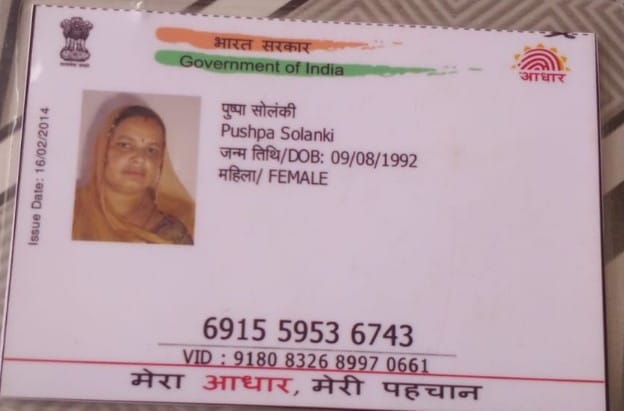 भारत सरकार
Government of India
आधार
Issue Date: 16/02/2014
पुष्पा सोलंकी
Pushpa Solanki
जन्म तिथि/DOB: 09/08/1992
महिला/ FEMALE
6915 5953 6743
VID : 9180 8326 8997 0661
मेरा आधार, मेरी पहचान